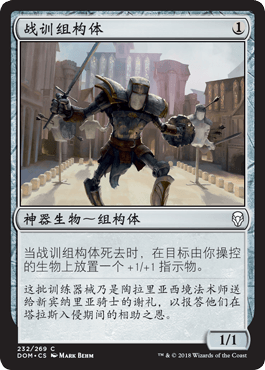 战训组构体 1
神器生物～组构体
当战训组构体死去时，在目标由你操控
的生物上放置一个 +1/+1 指示物。
这批训练器械乃是陶拉里亚西境法术师送
给新宾纳里亚骑士的谢礼，以报答他们在
塔拉斯入侵期间的相助之恩。
1/1
232/269 C
DOM • CS MARK BEHM
™ & © 2018 Wizards of the Coast